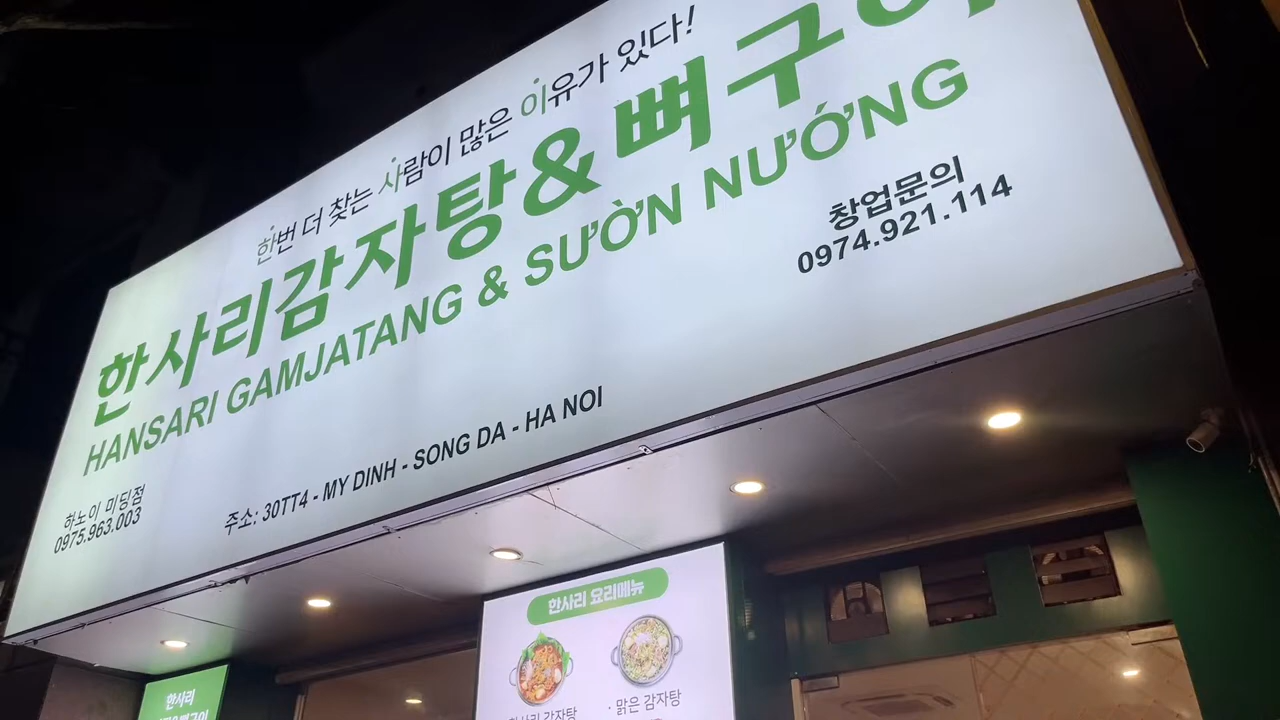 한번 더 찾는 사람이 많은 이유가 있다!
한사리감자탕&뼈구이
HANSARI GAMJATANG & SƯỜN NƯỚNG
창업문의
0974.921.114
하노이 미딩점
0975.963.003
주소: 30TT4 - MY DINH - SONG DA - HA NOI
한사리 요리메뉴
· 맑은 감자탕
한사리